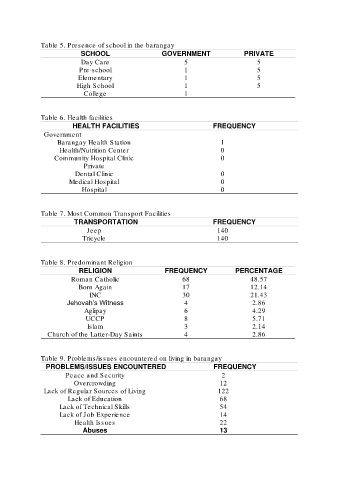 Table 5. Presence of school in the barangay
SCHOOL GOVERNMENT PRIVATE
Day Care 5 5
Pre-school 1 5
Elementary 1 5
High School 1 5
College 1
Table 6. Health facilities
HEALTH FACILITIES FREQUENCY
Government
Barangay Health Station 1
Health/Nutrition Center 0
Community Hospital Clinic 0
Private
Dental Clinic 0
Medical Hospital 0
Hospital 0
Table 7. Most Common Transport Facilities
TRANSPORTATION FREQUENCY
Jeep 140
Tricycle 140
Table 8. Predominant Religion
RELIGION FREQUENCY PERCENTAGE
Roman Catholic 68 48.57
Born Again 17 12.14
INC 30 21.43
Jehovah's Witness 4 2.86
Aglipay 6 4.29
UCCP 8 5.71
Islam 3 2.14
Church of the Latter-Day Saints 4 2.86
Table 9. Problems/issues encountered on living in barangay
PROBLEMS/ISSUES ENCOUNTERED FREQUENCY
Peace and Security 2
Overcrowding 12
Lack of Regular Sources of Living 122
Lack of Education 68
Lack of Technical Skills 54
Lack of Job Experience 14
Health Issues 22
Abuses 13